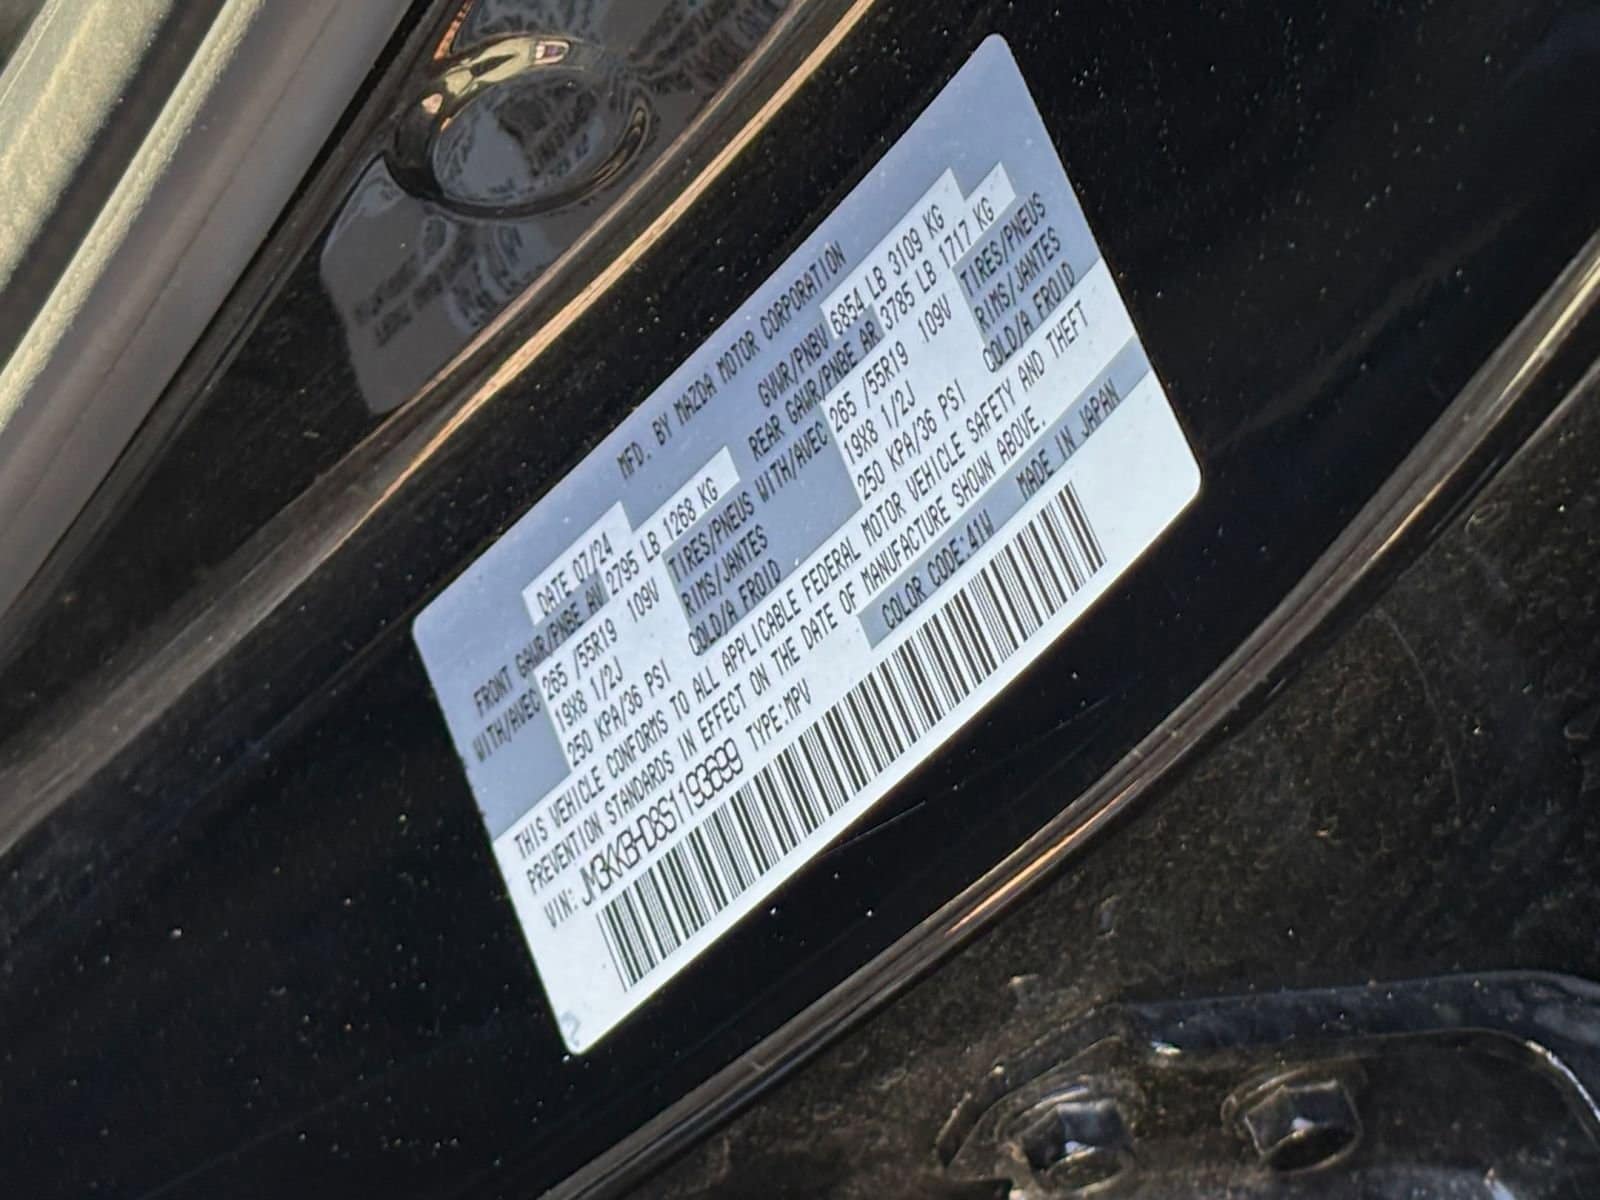 MFD. BY MAZDA MOTOR CORPORATION
DATE 07/24 GVWR/PNBV 6854 LB 3109 KG
FRONT GAWR/PNBE AV 2795 LB 1268 KG REAR GAWR/PNBE AR 3785 LB 1717 KG
WITH/AVEC 265 /55R19 109V TIRES/PNEUS WITH/AVEC 265 /55R19 109V TIRES/PNEUS
19X8 1/2J RIMS/JANTES 19X8 1/2J RIMS/JANTES
250 KPA/36 PSI COLD/A FROID 250 KPA/36 PSI COLD/A FROID
THIS VEHICLE CONFORMS TO ALL APPLICABLE FEDERAL MOTOR VEHICLE SAFETY AND THEFT
PREVENTION STANDARDS IN EFFECT ON THE DATE OF MANUFACTURE SHOWN ABOVE.
VIN: JM3KKBHD8S1193699 TYPE:MPV COLOR CODE:41W MADE IN JAPAN